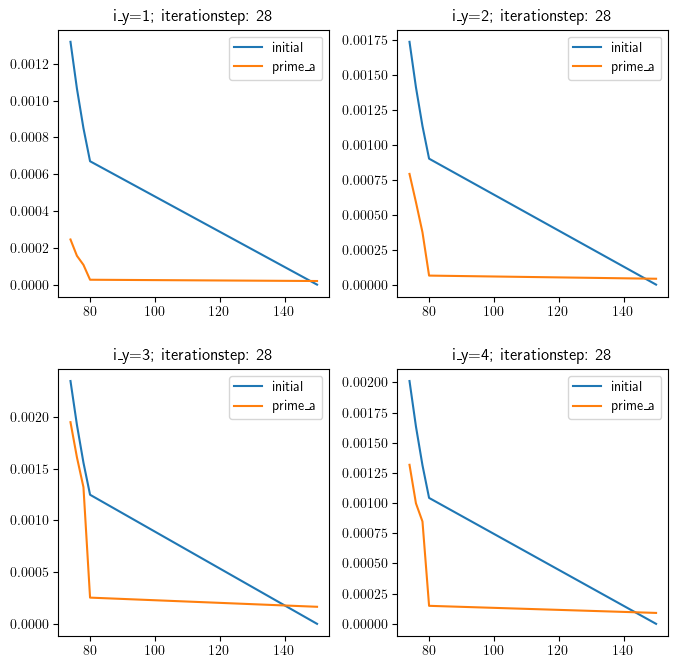 i_y=1; iterationstep: 28
initial
prime_a
0.0012
0.0010
0.0008
0.0006
0.0004
0.0002
0.0000
80 100 120 140
i_y=2; iterationstep: 28
initial
prime_a
0.00175
0.00150
0.00125
0.00100
0.00075
0.00050
0.00025
0.00000
80 100 120 140
i_y=3; iterationstep: 28
initial
prime_a
0.0020
0.0015
0.0010
0.0005
0.0000
80 100 120 140
i_y=4; iterationstep: 28
initial
prime_a
0.00200
0.00175
0.00150
0.00125
0.00100
0.00075
0.00050
0.00025
0.00000
80 100 120 140